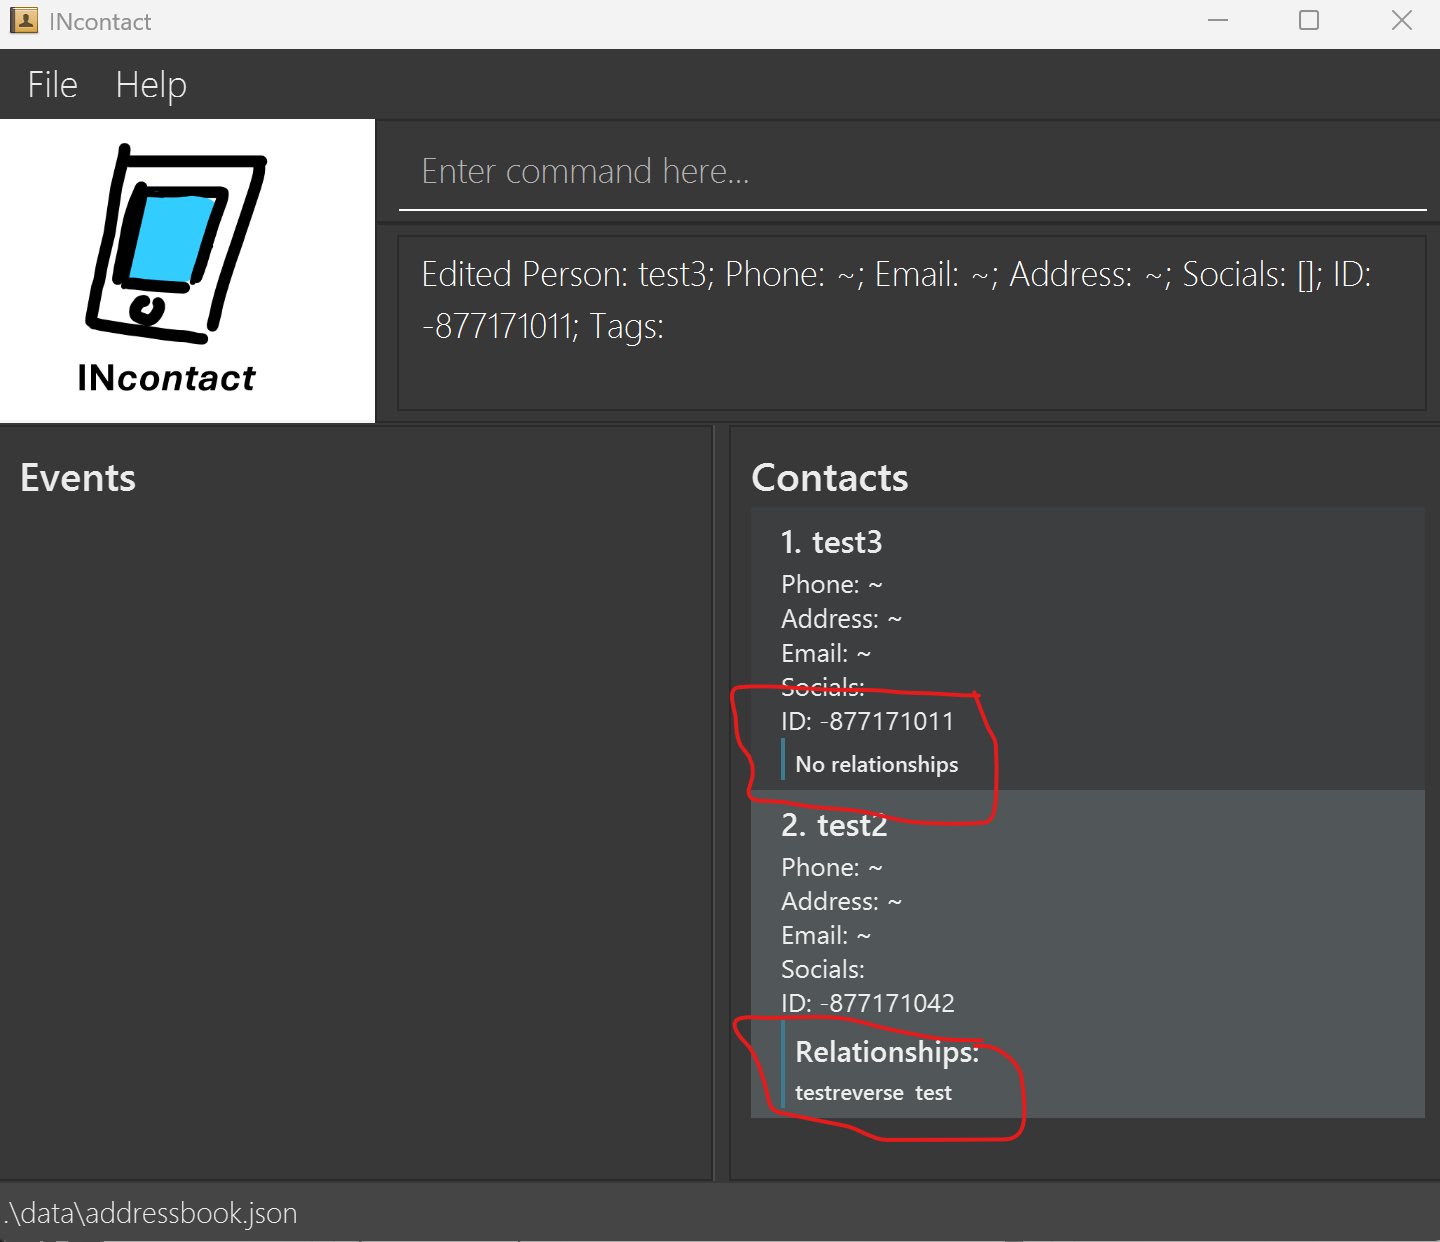 INcontact
File Help
INcontact
Enter command here...
Edited Person: test3; Phone: ~; Email: ~; Address: ~; Socials: []; ID:
-877171011; Tags:
Events
Contacts
1. test3
Phone: ~
Address: ~
Email: ~
Socials:
ID: -877171011
No relationships
2. test2
Phone: ~
Address: ~
Email: ~
Socials:
ID: -877171042
Relationships:
testreverse test
.\data\addressbook.json